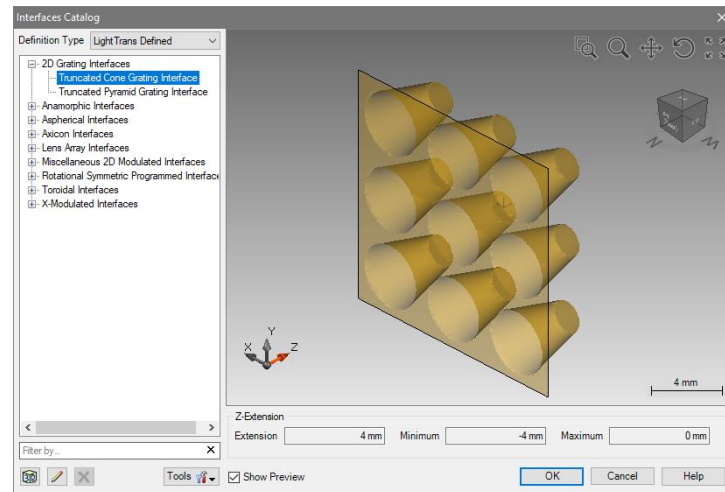 Interfaces Catalog
Definition Type LightTrans Defined
2D Grating Interfaces
Truncated Cone Grating Interface
Truncated Pyramid Grating Interface
Anamorphic Interfaces
Aspherical Interfaces
Axicon Interfaces
Lens Array Interfaces
Miscellaneous 2D Modulated Interfaces
Rotational Symmetric Programmed Interface
Toroidal Interfaces
X-Modulated Interfaces
Y
X
Z
4 mm
Z-Extension
Extension 4 mm Minimum -4 mm Maximum 0 mm
Filter by...
3D Tools Show Preview OK Cancel Help